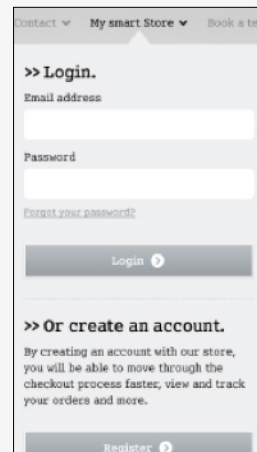 Contact My smart Store Book a te
>> Login.
Email address
Password
Forgot your password?
Login
>> Or create an account.
By creating an account with our store,
you will be able to move through the
checkout process faster, view and track
your orders and more.
Register